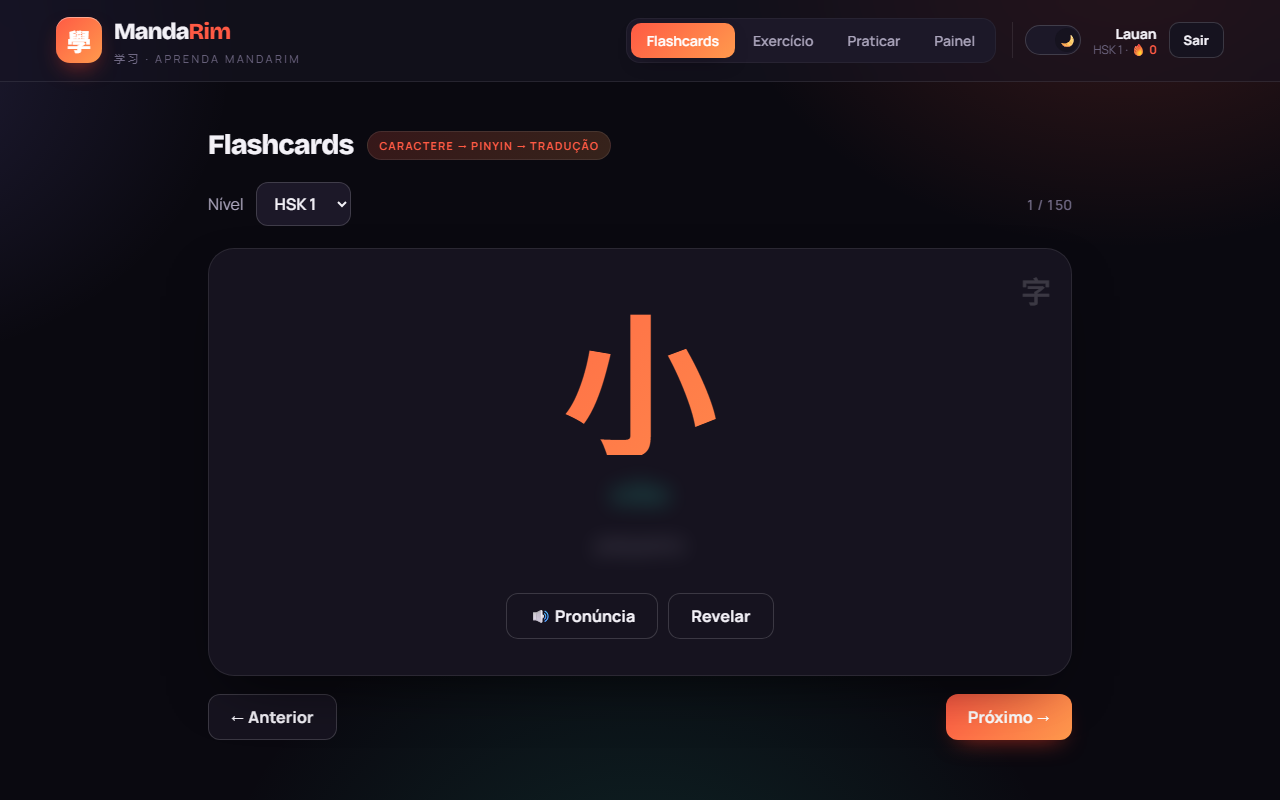 學
MandaRim
学习 · APRENDA MANDARIM
Flashcards
Exercício
Praticar
Painel
Lauan
HSK 1 · 🔥 0
Sair
Flashcards
CARACTERE → PINYIN → TRADUÇÃO
Nível
HSK 1
1 / 150
字
小
🔊 Pronúncia
Revelar
← Anterior
Próximo →